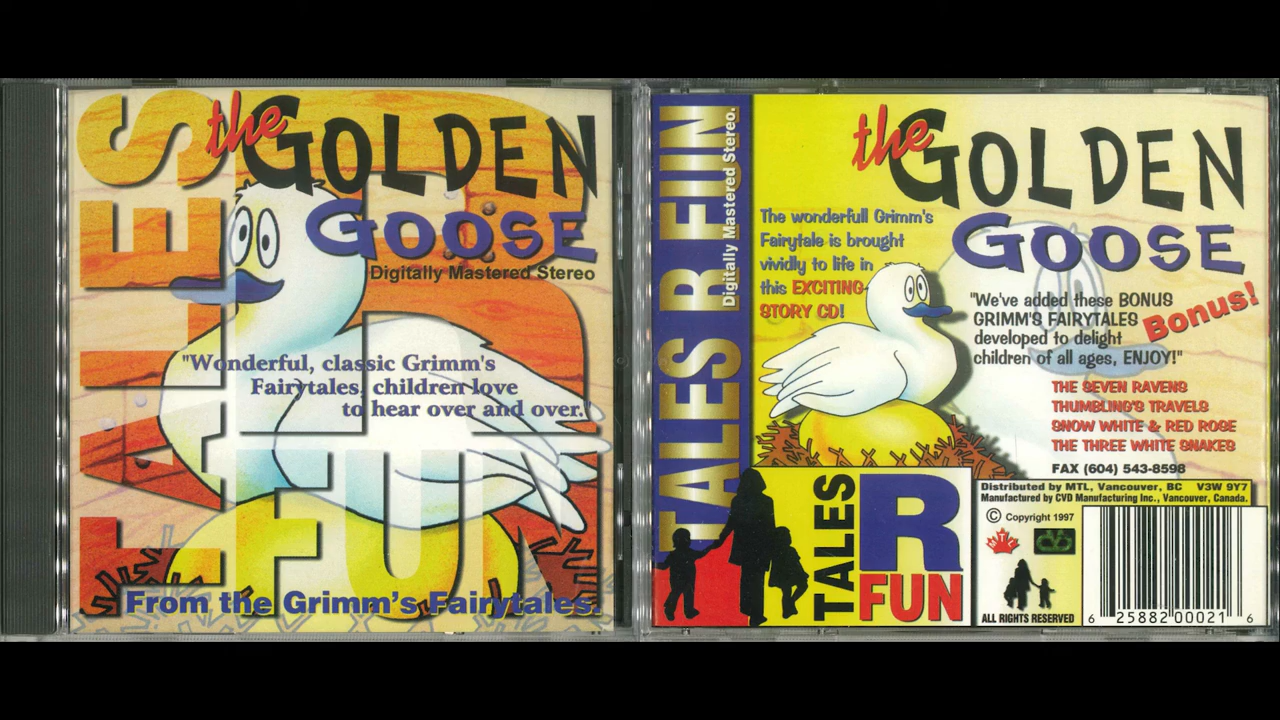 TALES R FUN
the GOLDEN
GOOSE
Digitally Mastered Stereo
"Wonderful, classic Grimm's
Fairytales, children love
to hear over and over."
From the Grimm's Fairytales.
TALES R FUN
Digitally Mastered Stereo.
the GOLDEN
GOOSE
The wonderfull Grimm's
Fairytale is brought
vividly to life in
this EXCITING
STORY CD!
"We've added these BONUS
GRIMM'S FAIRYTALES
developed to delight
children of all ages, ENJOY!"
Bonus!
THE SEVEN RAVENS
THUMBLING'S TRAVELS
SNOW WHITE & RED ROSE
THE THREE WHITE SNAKES
FAX (604) 543-8598
TALES
R
FUN
Distributed by MTL, Vancouver, BC V3W 9Y7
Manufactured by CVD Manufacturing Inc., Vancouver, Canada.
© Copyright 1997
ALL RIGHTS RESERVED
6 25882 00021 6